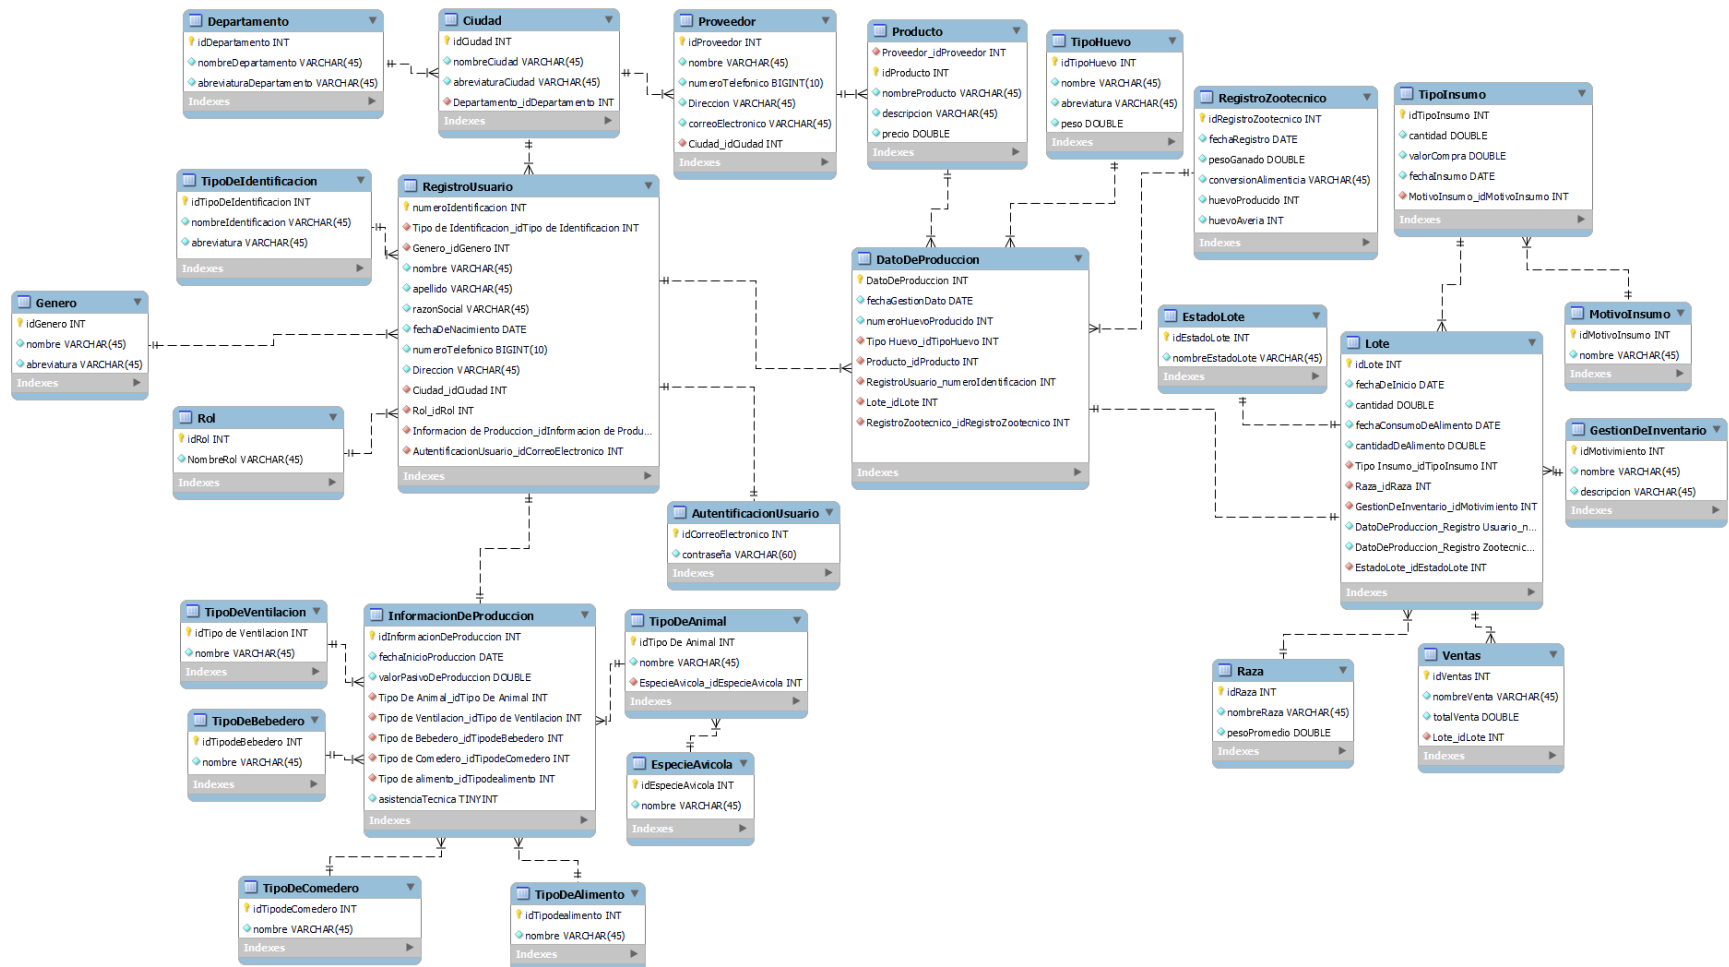 Departamento
idDepartamento INT
nombreDepartamento VARCHAR(45)
abreviaturaDepartamento VARCHAR(45)
Indexes
Ciudad
idCiudad INT
nombreCiudad VARCHAR(45)
abreviaturaCiudad VARCHAR(45)
Departamento_idDepartamento INT
Indexes
Proveedor
idProveedor INT
nombre VARCHAR(45)
numeroTelefonico BIGINT(10)
Direccion VARCHAR(45)
correoElectronico VARCHAR(45)
Ciudad_idCiudad INT
Indexes
Producto
Proveedor_idProveedor INT
idProducto INT
nombreProducto VARCHAR(45)
descripcion VARCHAR(45)
precio DOUBLE
Indexes
TipoHuevo
idTipoHuevo INT
nombre VARCHAR(45)
abreviatura VARCHAR(45)
peso DOUBLE
Indexes
RegistroZootecnico
idRegistroZootecnico INT
fechaRegistro DATE
pesoGanado DOUBLE
conversionAlimenticia VARCHAR(45)
huevoProducido INT
huevoAveria INT
Indexes
TipoInsumo
idTipoInsumo INT
cantidad DOUBLE
valorCompra DOUBLE
fechaInsumo DATE
MotivoInsumo_idMotivoInsumo INT
Indexes
TipoDeIdentificacion
idTipoDeIdentificacion INT
nombreIdentificacion VARCHAR(45)
abreviatura VARCHAR(45)
Indexes
RegistroUsuario
numeroIdentificacion INT
Tipo de Identificacion_idTipo de Identificacion INT
Genero_idGenero INT
nombre VARCHAR(45)
apellido VARCHAR(45)
razonSocial VARCHAR(45)
fechaDeNacimiento DATE
numeroTelefonico BIGINT(10)
Direccion VARCHAR(45)
Ciudad_idCiudad INT
Rol_idRol INT
Informacion de Produccion_idInformacion de Produ...
AutentificacionUsuario_idCorreoElectronico INT
Indexes
Genero
idGenero INT
nombre VARCHAR(45)
abreviatura VARCHAR(45)
Indexes
Rol
idRol INT
NombreRol VARCHAR(45)
Indexes
DatoDeProduccion
DatoDeProduccion INT
fechaGestionDato DATE
numeroHuevoProducido INT
Tipo Huevo_idTipoHuevo INT
Producto_idProducto INT
RegistroUsuario_numeroIdentificacion INT
Lote_idLote INT
RegistroZootecnico_idRegistroZootecnico INT
Indexes
EstadoLote
idEstadoLote INT
nombreEstadoLote VARCHAR(45)
Indexes
Lote
idLote INT
fechaDeInicio DATE
cantidad DOUBLE
fechaConsumoDeAlimento DATE
cantidadDeAlimento DOUBLE
Tipo Insumo_idTipoInsumo INT
Raza_idRaza INT
GestionDeInventario_idMotivimiento INT
DatoDeProduccion_Registro Usuario_n...
DatoDeProduccion_Registro Zootecnic...
EstadoLote_idEstadoLote INT
Indexes
MotivoInsumo
idMotivoInsumo INT
nombre VARCHAR(45)
Indexes
GestionDeInventario
idMotivimiento INT
nombre VARCHAR(45)
descripcion VARCHAR(45)
Indexes
AutentificacionUsuario
idCorreoElectronico INT
contraseña VARCHAR(60)
Indexes
TipoDeVentilacion
idTipo de Ventilacion INT
nombre VARCHAR(45)
Indexes
InformacionDeProduccion
idInformacionDeProduccion INT
fechaInicioProduccion DATE
valorPasivoDeProduccion DOUBLE
Tipo De Animal_idTipo De Animal INT
Tipo de Ventilacion_idTipo de Ventilacion INT
Tipo de Bebedero_idTipodeBebedero INT
Tipo de Comedero_idTipodeComedero INT
Tipo de alimento_idTipodealimento INT
asistenciaTecnica TINYINT
Indexes
TipoDeAnimal
idTipo De Animal INT
nombre VARCHAR(45)
EspecieAvicola_idEspecieAvicola INT
Indexes
TipoDeBebedero
idTipodeBebedero INT
nombre VARCHAR(45)
Indexes
EspecieAvicola
idEspecieAvicola INT
nombre VARCHAR(45)
Indexes
Raza
idRaza INT
nombreRaza VARCHAR(45)
pesoPromedio DOUBLE
Indexes
Ventas
idVentas INT
nombreVenta VARCHAR(45)
totalVenta DOUBLE
Lote_idLote INT
Indexes
TipoDeComedero
idTipodeComedero INT
nombre VARCHAR(45)
Indexes
TipoDeAlimento
idTipodealimento INT
nombre VARCHAR(45)
Indexes